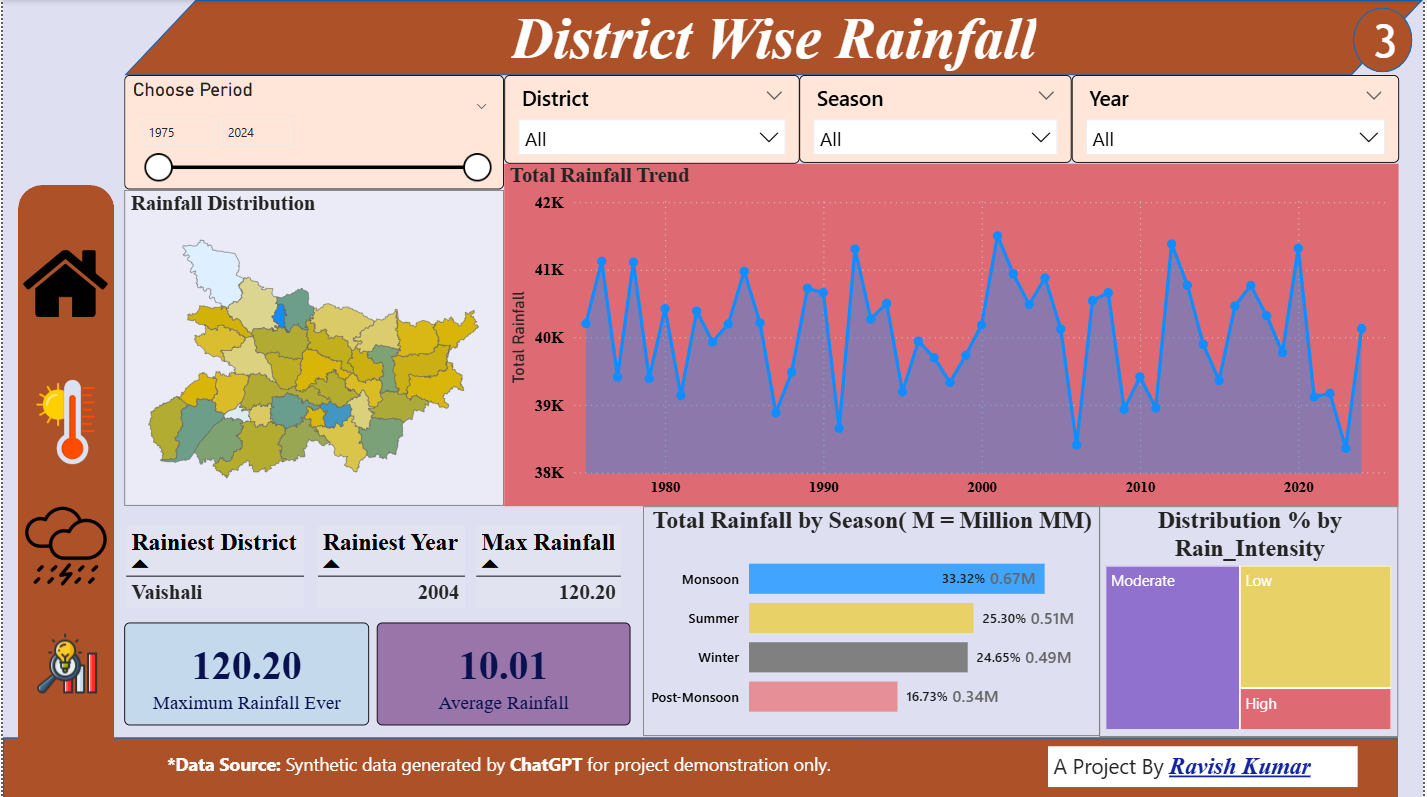 District Wise Rainfall
3
Choose Period
1975 2024
District
All
Season
All
Year
All
Rainfall Distribution
Total Rainfall Trend
Total Rainfall
42K
41K
40K
39K
38K
1980 1990 2000 2010 2020
Rainiest District Rainiest Year Max Rainfall
Vaishali 2004 120.20
120.20
Maximum Rainfall Ever
10.01
Average Rainfall
Total Rainfall by Season( M = Million MM)
Monsoon 33.32% 0.67M
Summer 25.30% 0.51M
Winter 24.65% 0.49M
Post-Monsoon 16.73% 0.34M
Distribution % by
Rain_Intensity
Moderate
Low
High
*Data Source: Synthetic data generated by ChatGPT for project demonstration only.
A Project By Ravish Kumar